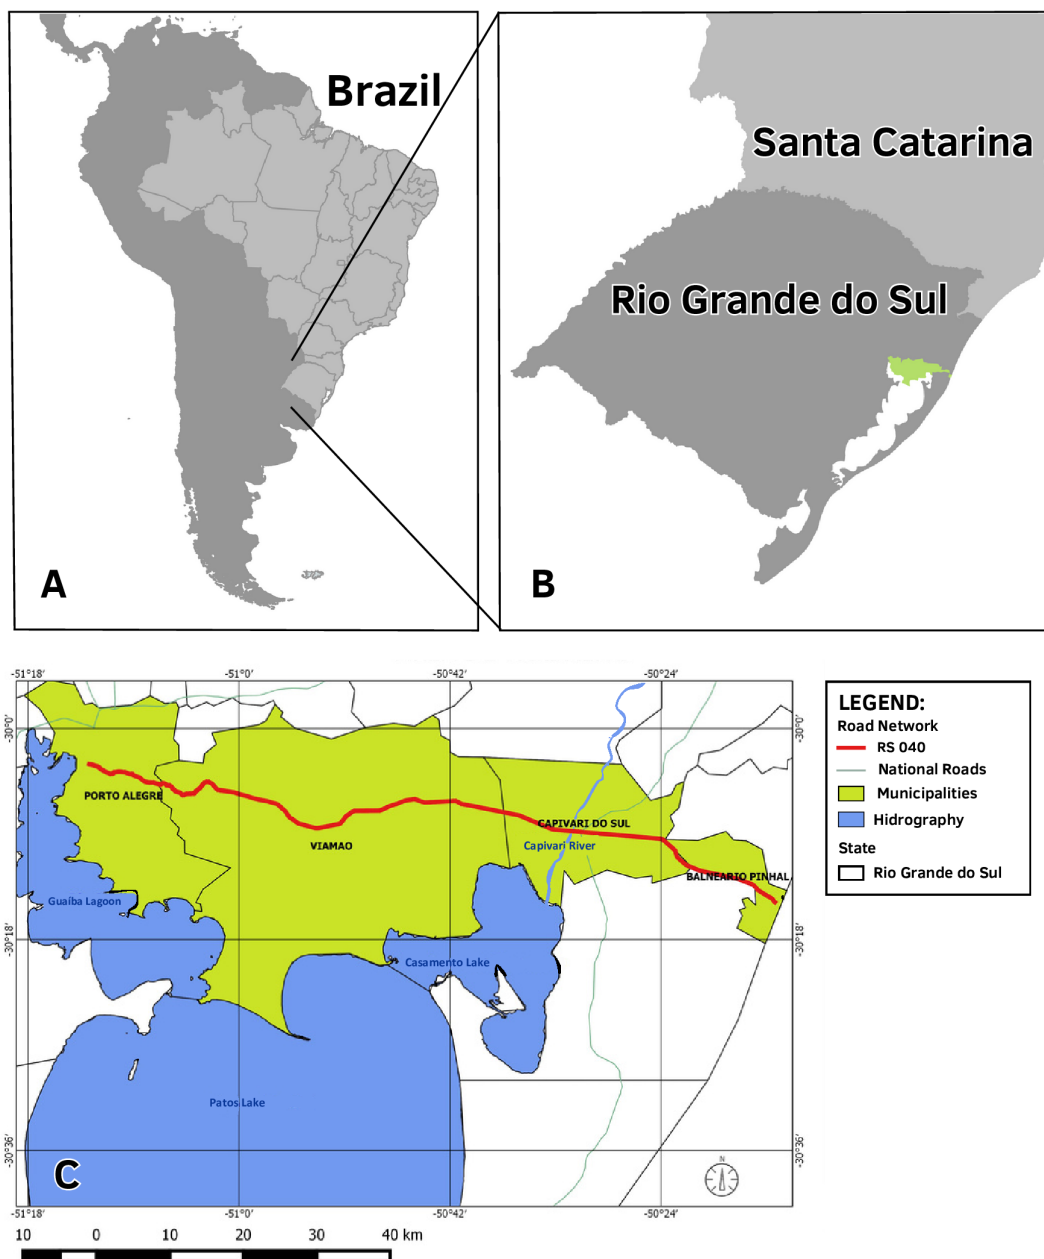 Brazil
A
Santa Catarina
Rio Grande do Sul
B
-51°18' -51°0' -50°42' -50°24'
-30°0' -30°0'
PORTO ALEGRE
VIAMAO
CAPIVARI DO SUL
Capivari River
BALNEARIO PINHAL
Guaíba Lagoon
-30°18' -30°18'
Casamento Lake
Patos Lake
-30°36' -30°36'
C
N
-51°18' -51°0' -50°42' -50°24'
10 0 10 20 30 40 km
LEGEND:
Road Network
RS 040
National Roads
Municipalities
Hidrography
State
Rio Grande do Sul